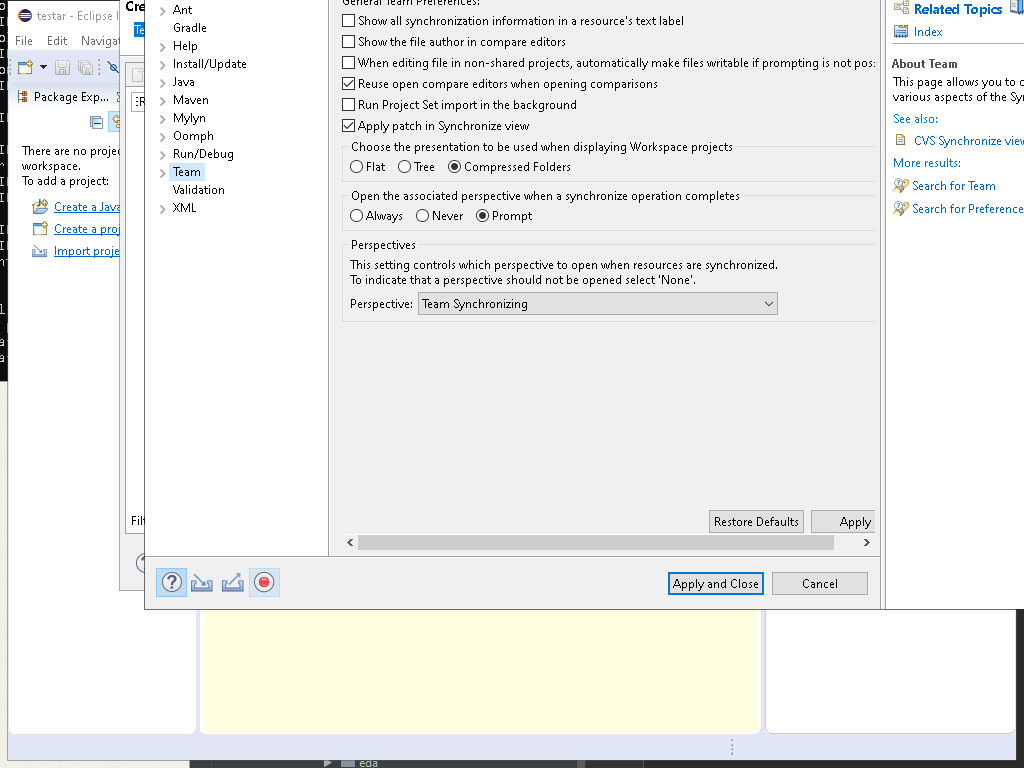 testar - Eclipse I
File Edit Navigat
Package Exp...
There are no projec
workspace.
To add a project:
Create a Java
Create a proj
Import proje
Cre
Te
Filt
Ant
Gradle
Help
Install/Update
Java
Maven
Mylyn
Oomph
Run/Debug
Team
Validation
XML
General Team Preferences:
Show all synchronization information in a resource's text label
Show the file author in compare editors
When editing file in non-shared projects, automatically make files writable if prompting is not pos:
Reuse open compare editors when opening comparisons
Run Project Set import in the background
Apply patch in Synchronize view
Choose the presentation to be used when displaying Workspace projects
Flat Tree Compressed Folders
Open the associated perspective when a synchronize operation completes
Always Never Prompt
Perspectives
This setting controls which perspective to open when resources are synchronized.
To indicate that a perspective should not be opened select 'None'.
Perspective: Team Synchronizing
Restore Defaults Apply
Apply and Close Cancel
Related Topics
Index
About Team
This page allows you to c
various aspects of the Syn
See also:
CVS Synchronize view
More results:
Search for Team
Search for Preference
eda